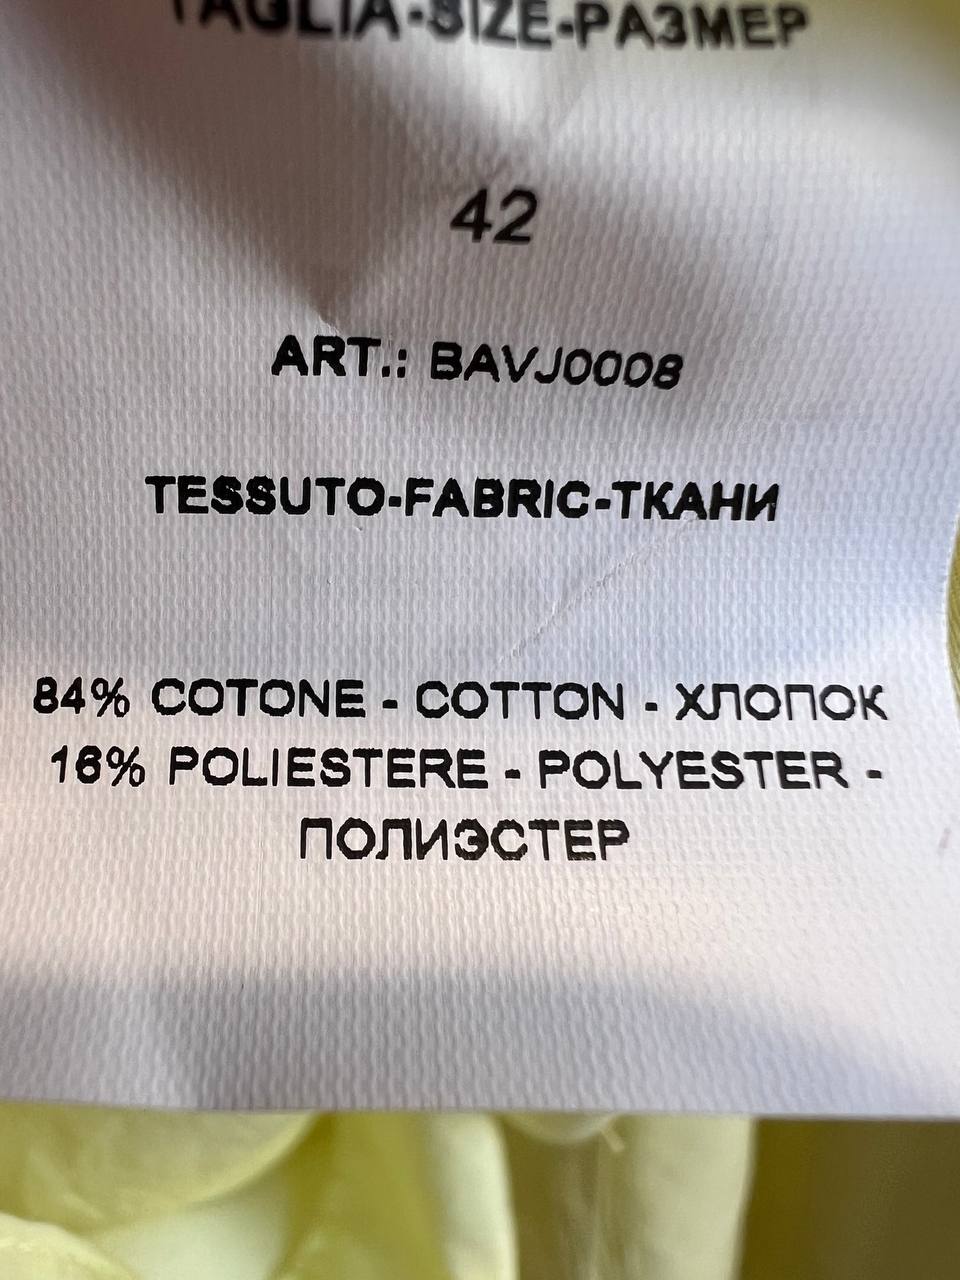 TAGLIA-SIZE-РАЗМЕР
42
ART.: BAVJ0008
TESSUTO-FABRIC-ТКАНИ
84% COTONE - COTTON - ХЛОПОК
16% POLIESTERE - POLYESTER -
ПОЛИЭСТЕР